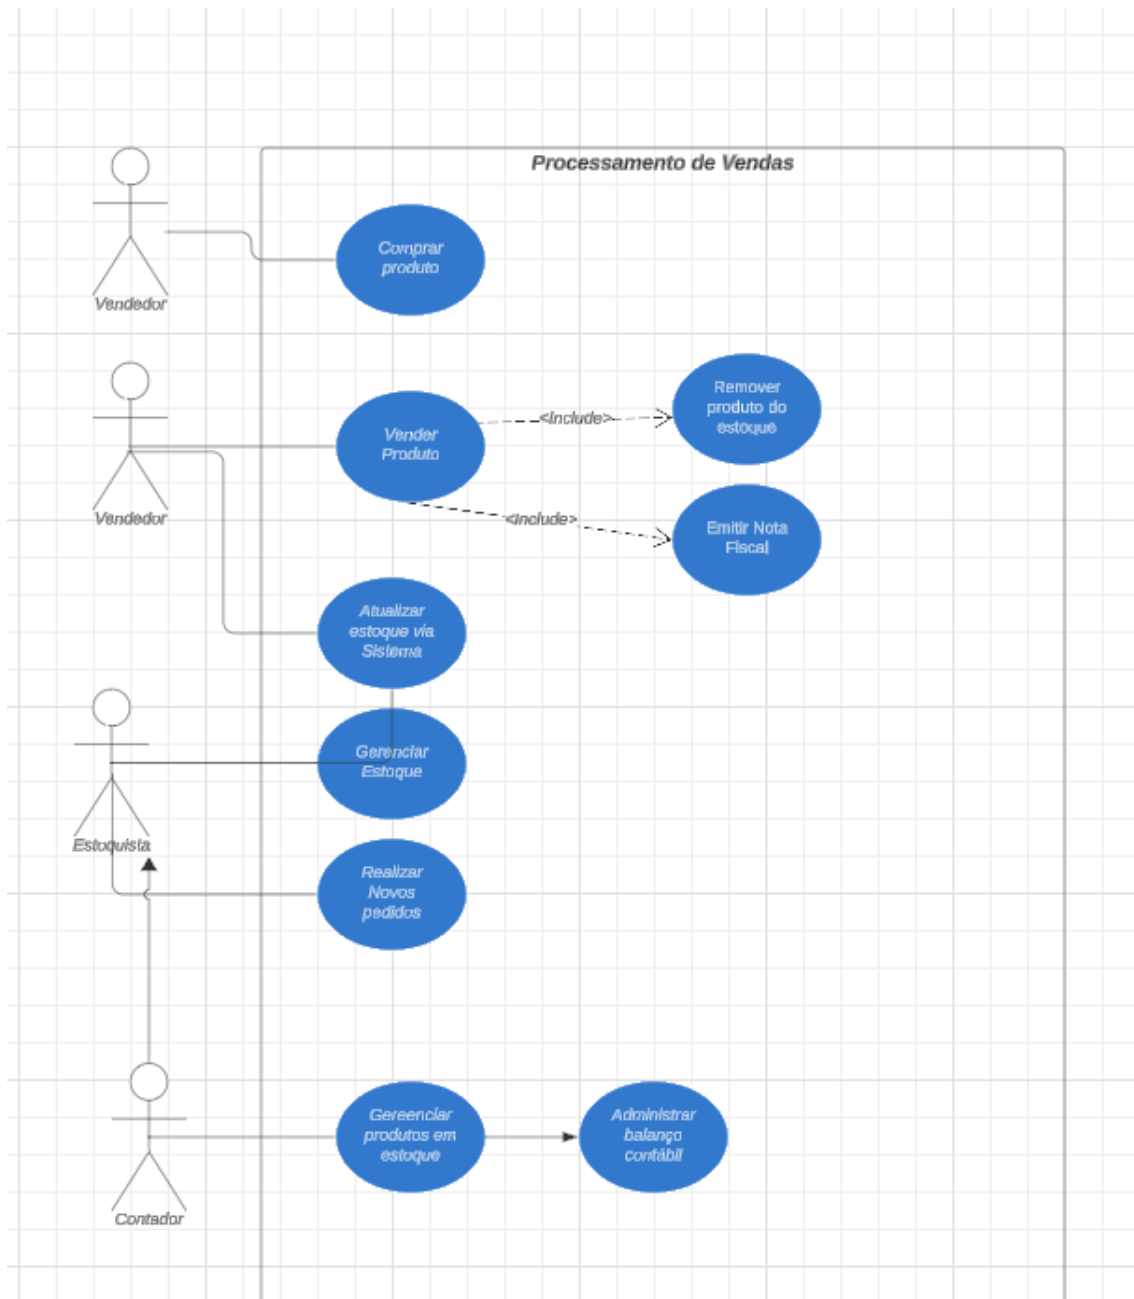 Processamento de Vendas
Comprar
produto
Vendedor
Vender
Produto
<Include>
Remover
produto do
estoque
Vendedor
<Include>
Emitir Nota
Fiscal
Atualizar
estoque via
Sistema
Gerenciar
Estoque
Estoquista
Realizar
Novos
pedidos
Gereenciar
produtos em
estoque
Administrar
balanço
contábil
Contador